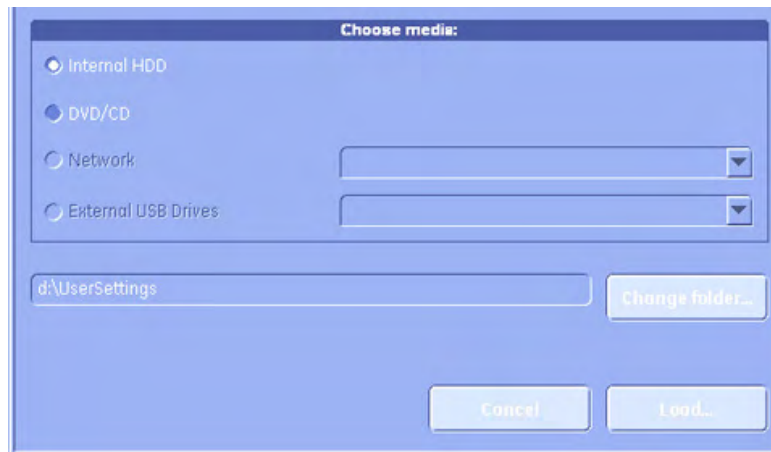 Choose media:
Internal HDD
DVD/CD
Network
External USB Drives
d:\UserSettings
Change folder...
Cancel
Load...